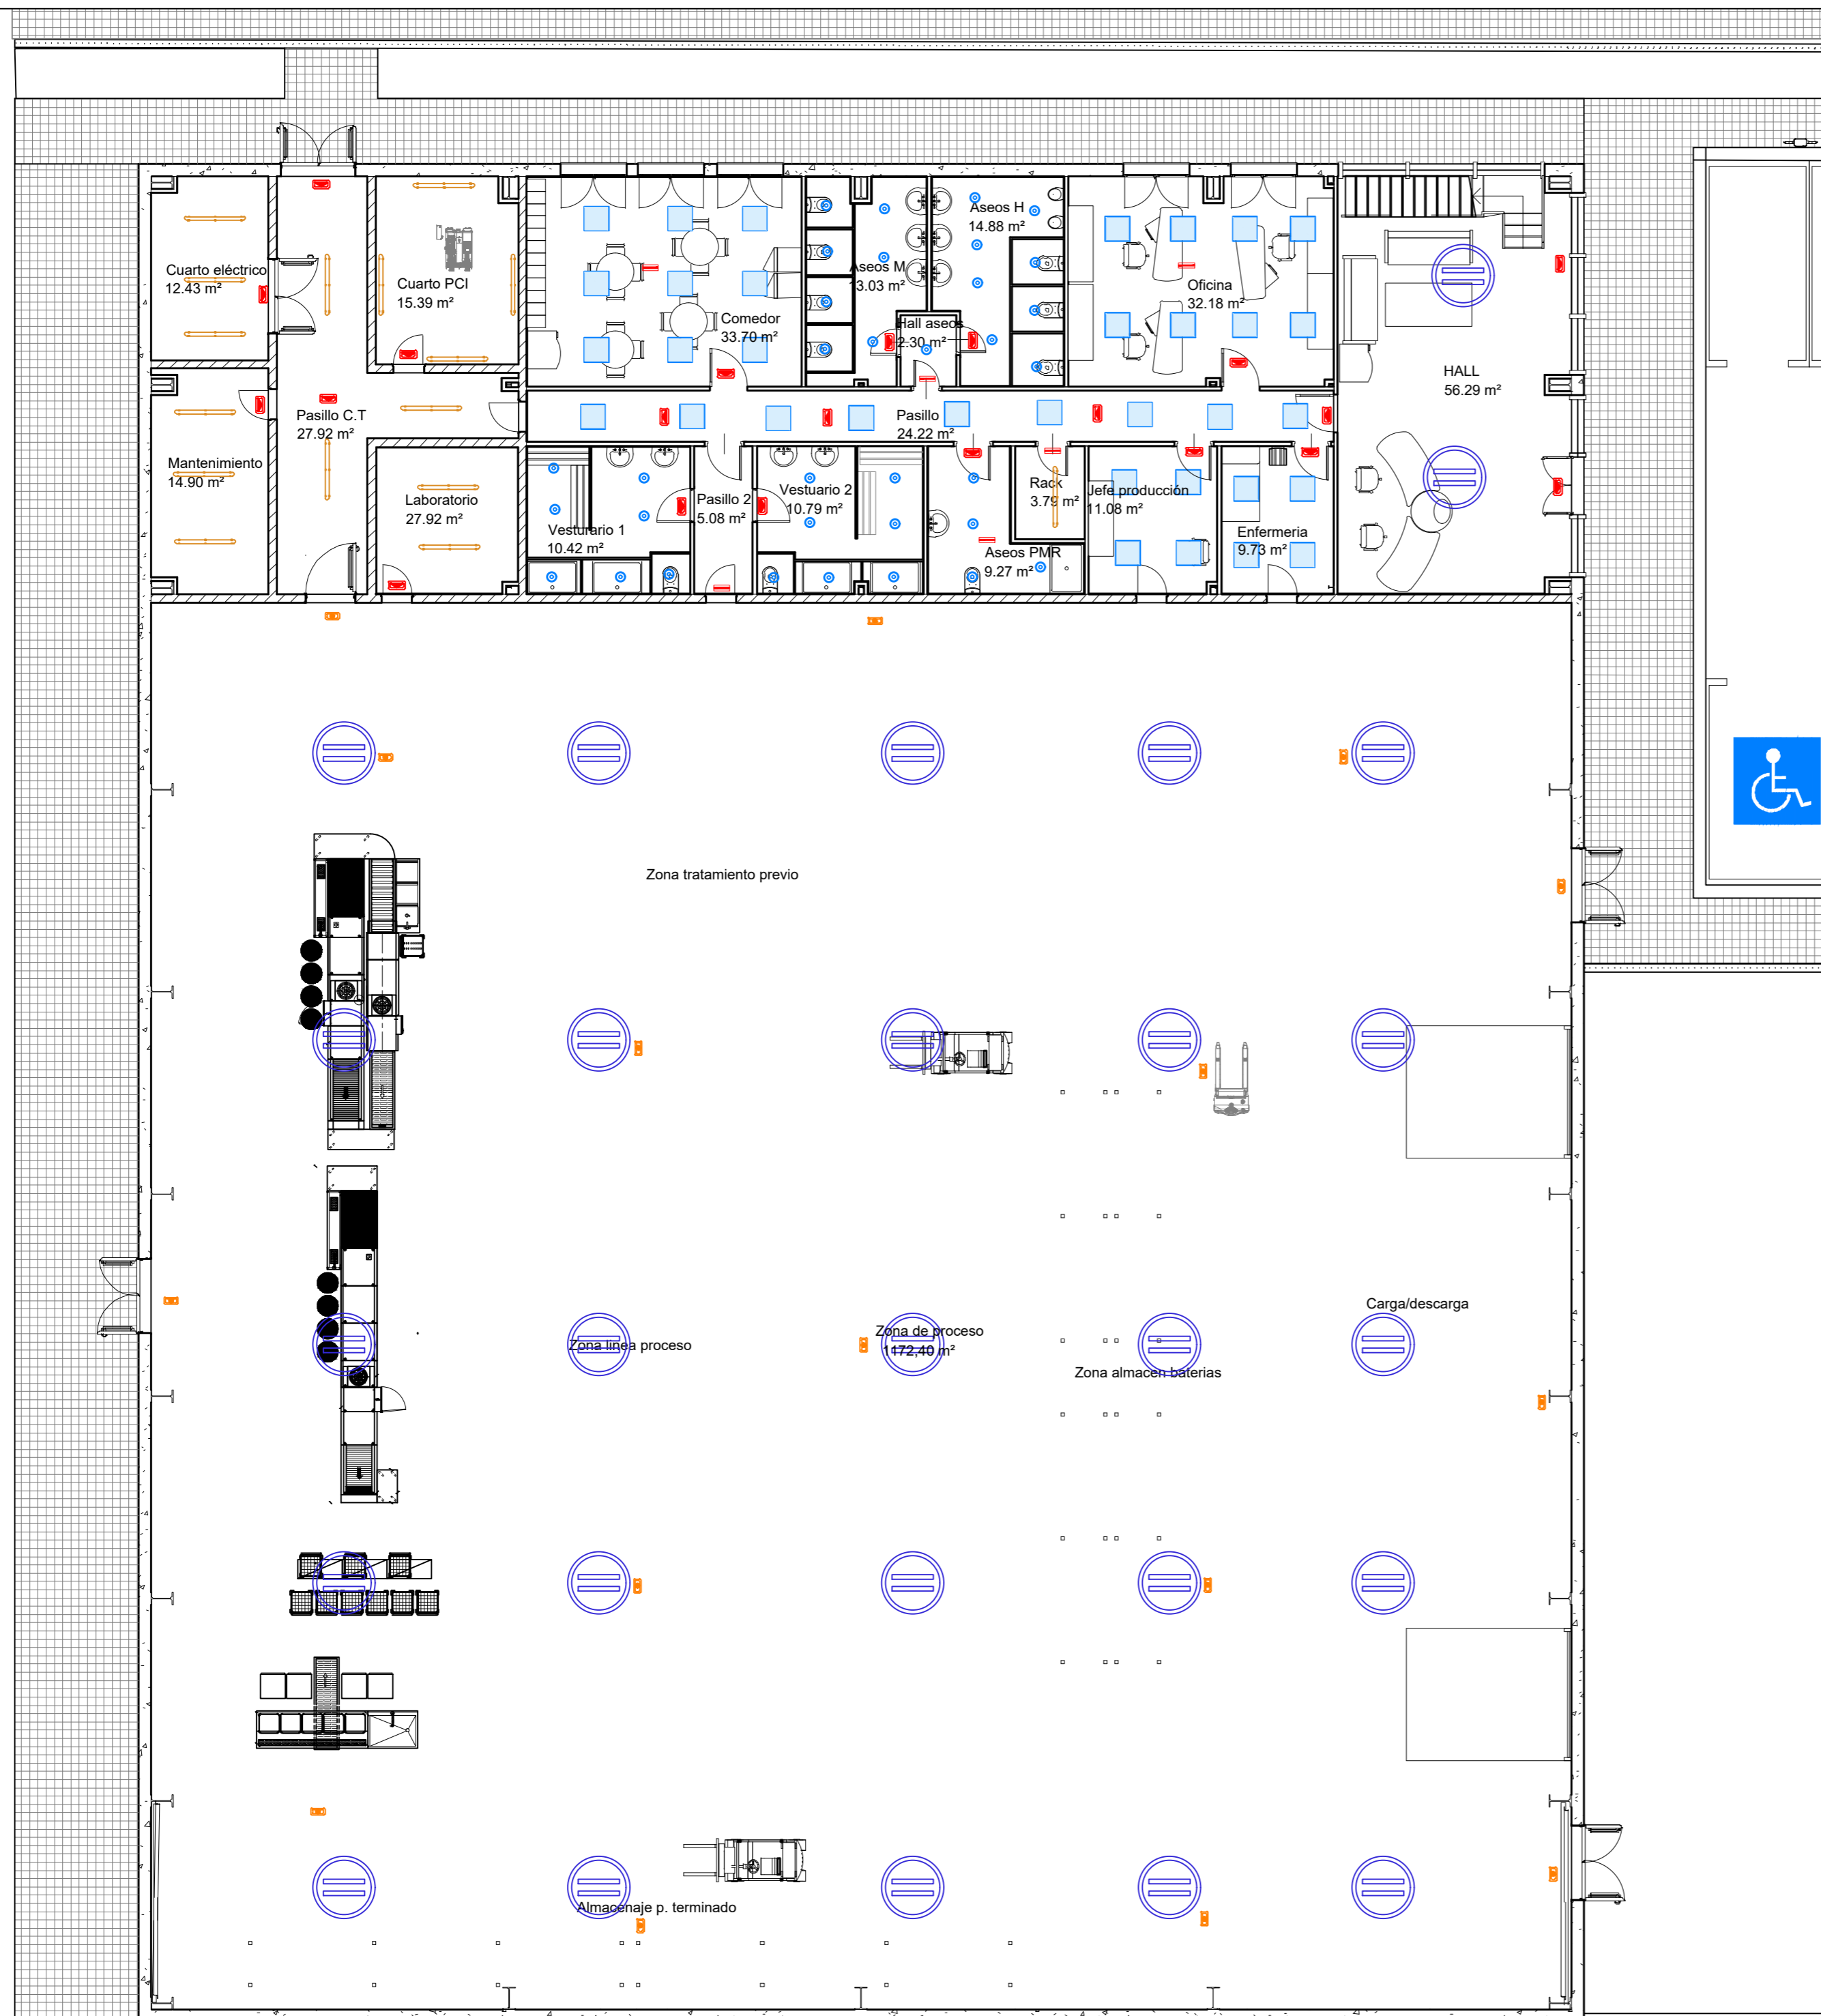 Aseos H
14.88 m²
Cuarto eléctrico
12.43 m²
Cuarto PCI
15.39 m²
Aseos M
13.03 m²
Oficina
32.18 m²
Comedor
33.70 m²
Hall aseos
2.30 m²
HALL
56.29 m²
Pasillo C.T
27.92 m²
Pasillo
24.22 m²
Mantenimiento
14.90 m²
Laboratorio
27.92 m²
Pasillo 2
5.08 m²
Vestuario 2
10.79 m²
Rack
3.79 m²
Jefe producción
11.08 m²
Vesturario 1
10.42 m²
Aseos PMR
9.27 m²
Enfermeria
9.73 m²
Zona tratamiento previo
Carga/descarga
Zona de proceso
1172,40 m²
Zona linea proceso
Zona almacen baterias
Almacenaje p. terminado